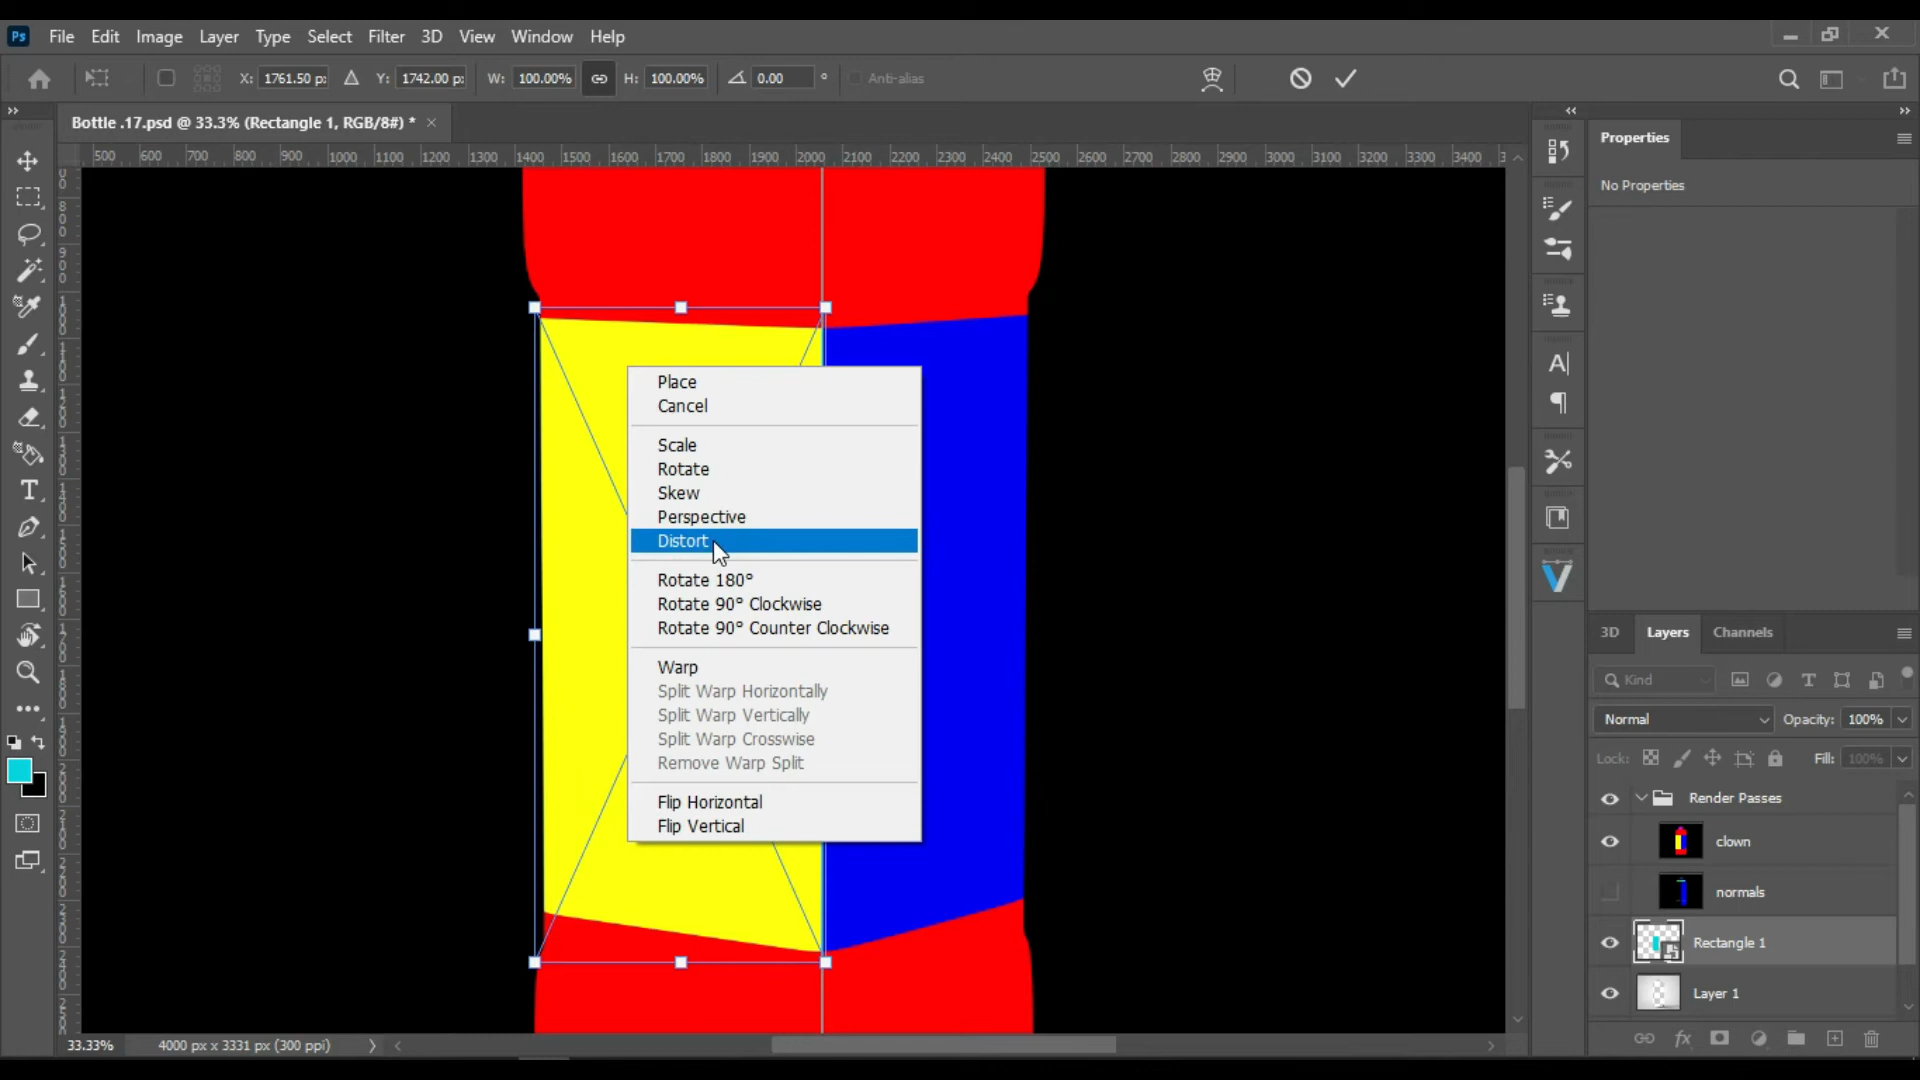 Ps File Edit Image Layer Type Select Filter 3D View Window Help
X: 1761.50 p: Y: 1742.00 p: W: 100.00% H: 100.00% 0.00 ° Anti-alias
Bottle .17.psd @ 33.3% (Rectangle 1, RGB/8#) * ×
500 600 700 800 900 1000 1100 1200 1300 1400 1500 1600 1700 1800 1900 2000 2100 2200 2300 2400 2500 2600 2700 2800 2900 3000 3100 3200 3300 3400
Properties
No Properties
Place
Cancel
Scale
Rotate
Skew
Perspective
Distort
Rotate 180°
Rotate 90° Clockwise
Rotate 90° Counter Clockwise
Warp
Split Warp Horizontally
Split Warp Vertically
Split Warp Crosswise
Remove Warp Split
Flip Horizontal
Flip Vertical
3D Layers Channels
Kind
Normal Opacity: 100%
Lock: Fill: 100%
Render Passes
clown
normals
Rectangle 1
Layer 1
33.33% 4000 px x 3331 px (300 ppi)